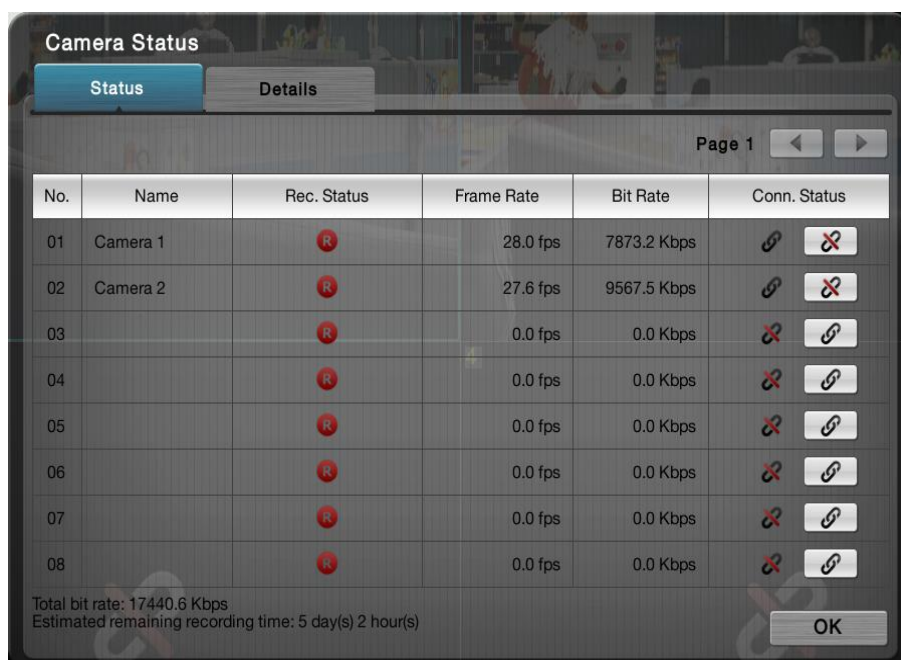 Camera Status
Status Details
Page 1
No. Name Rec. Status Frame Rate Bit Rate Conn. Status
01 Camera 1 R 28.0 fps 7873.2 Kbps
02 Camera 2 R 27.6 fps 9567.5 Kbps
03 R 0.0 fps 0.0 Kbps
4
04 R 0.0 fps 0.0 Kbps
05 R 0.0 fps 0.0 Kbps
06 R 0.0 fps 0.0 Kbps
07 R 0.0 fps 0.0 Kbps
08 R 0.0 fps 0.0 Kbps
Total bit rate: 17440.6 Kbps
Estimated remaining recording time: 5 day(s) 2 hour(s)
OK